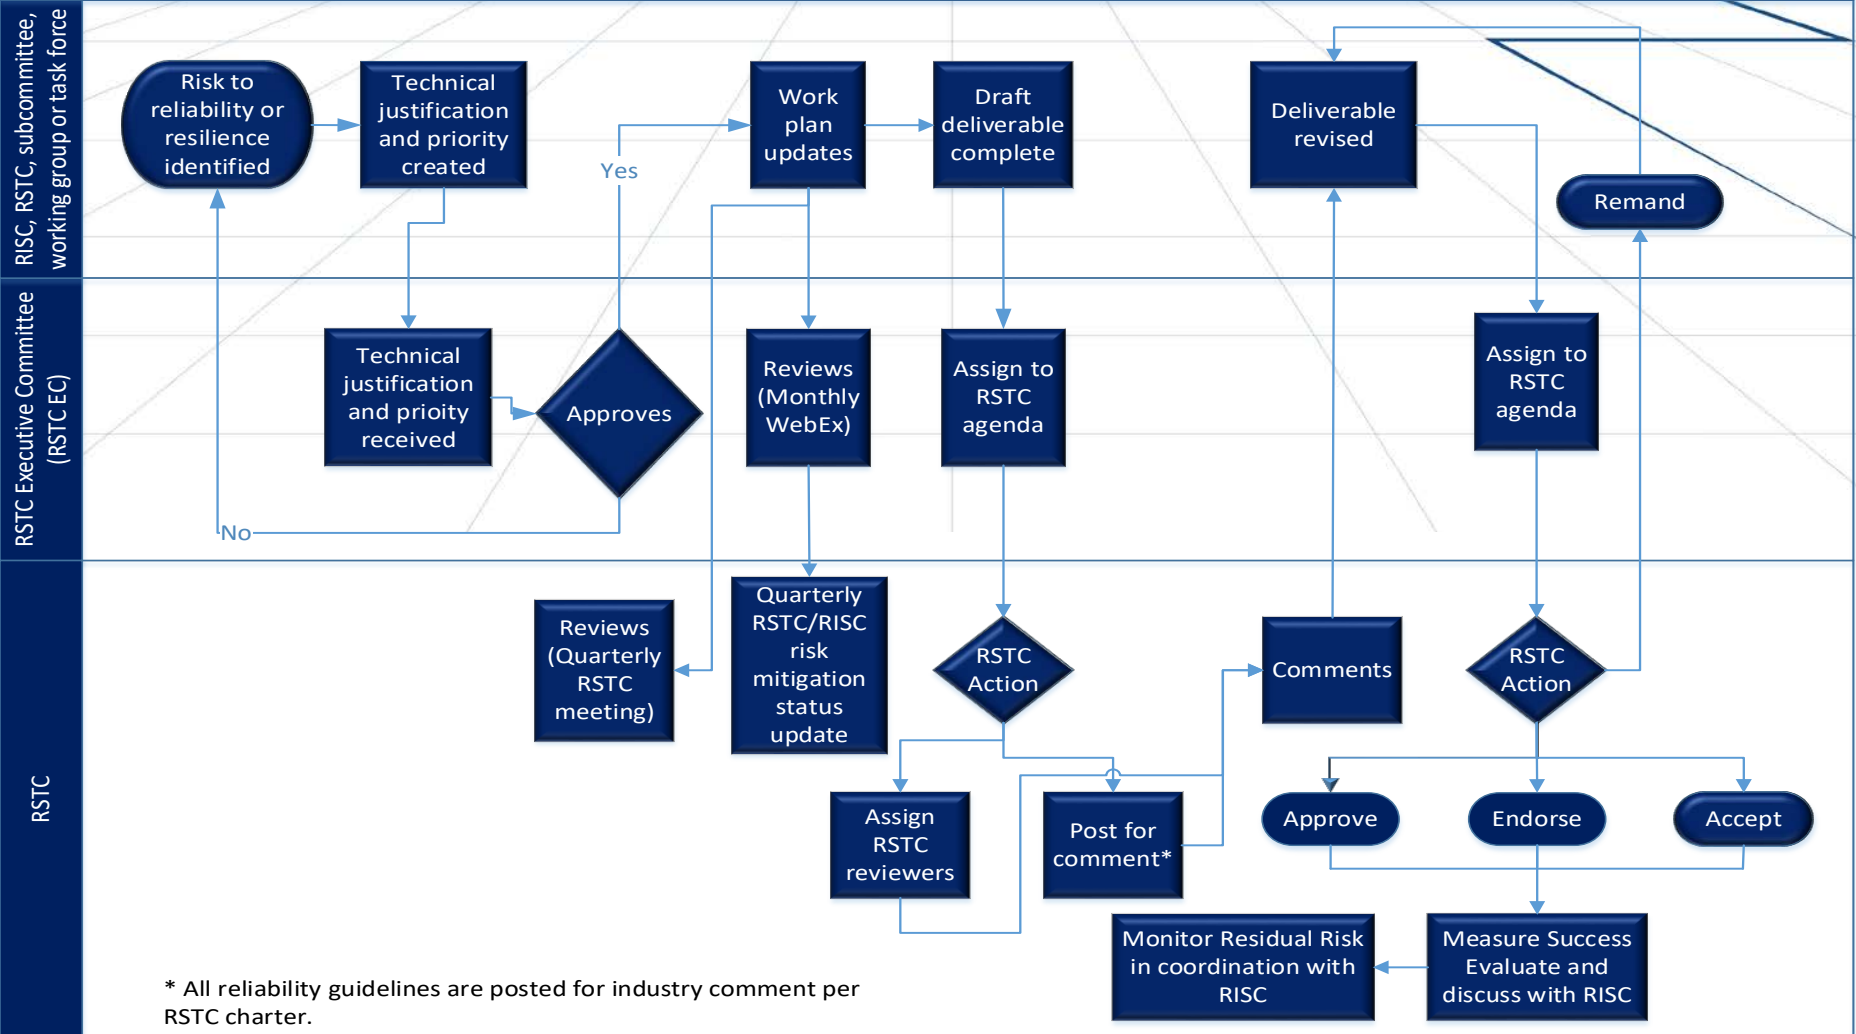 RISC, RSTC, subcommittee,
working group or task force
Risk to
reliability or
resilience
identified
Technical
justification
and priority
created
Yes
Work
plan
updates
Draft
deliverable
complete
Deliverable
revised
Remand
RSTC Executive Committee
(RSTC EC)
Technical
justification
and prioity
received
Approves
No
Reviews
(Monthly
WebEx)
Assign to
RSTC
agenda
Assign to
RSTC
agenda
RSTC
Reviews
(Quarterly
RSTC
meeting)
Quarterly
RSTC/RISC
risk
mitigation
status
update
RSTC
Action
Comments
RSTC
Action
Assign
RSTC
reviewers
Post for
comment*
Approve
Endorse
Accept
Monitor Residual Risk
in coordination with
RISC
Measure Success
Evaluate and
discuss with RISC
* All reliability guidelines are posted for industry comment per
RSTC charter.